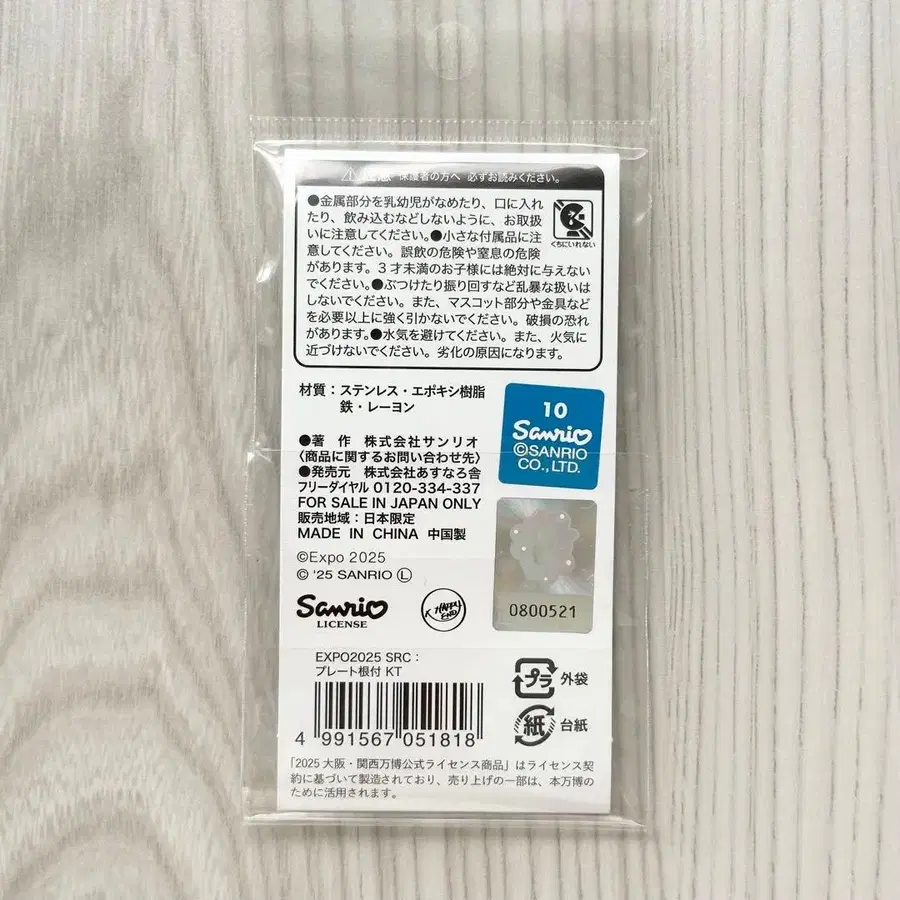 注意 保護者の方へ 必ずお読みください。
●金属部分を乳幼児がなめたり、口に入れ
たり、飲み込むなどしないように、お取扱
いに注意してください。●小さな付属品に注
意してください。誤飲の危険や窒息の危険
があります。3才未満のお子様には絶対に与えない
でください。●ぶつけたり振り回すなど乱暴な扱いは
しないでください。また、マスコット部分や金具など
を必要以上に強く引かないでください。破損の恐れ
があります。●水気を避けてください。また、火気に
近づけないでください。劣化の原因になります。
くちにいれない
材質：ステンレス・エポキシ樹脂
鉄・レーヨン
●著 作 株式会社サンリオ
〈商品に関するお問い合わせ先〉
●発売元 株式会社あすなろ舎
フリーダイヤル 0120-334-337
FOR SALE IN JAPAN ONLY
販売地域：日本限定
MADE IN CHINA 中国製
©Expo 2025
© '25 SANRIO Ⓛ
10
Sanrio
©SANRIO
CO., LTD.
0800521
Sanrio
LICENSE
HAPPY
END
EXPO2025 SRC：
プレート根付 KT
4 991567 051818
プラ 外袋
紙 台紙
「2025 大阪・関西万博公式ライセンス商品」はライセンス契
約に基づいて製造されており、売り上げの一部は、本万博の
ために活用されます。